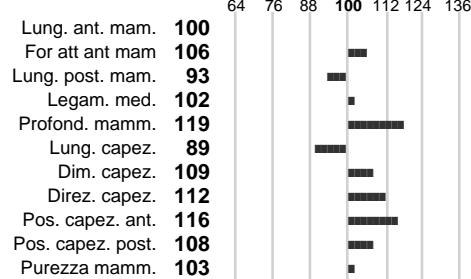 64 76 88 100 112 124 136
Lung. ant. mam. 100
For att ant mam 106
Lung. post. mam. 93
Legam. med. 102
Profond. mamm. 119
Lung. capez. 89
Dim. capez. 109
Direz. capez. 112
Pos. capez. ant. 116
Pos. capez. post. 108
Purezza mamm. 103